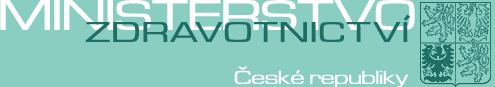 MINISTERSTVO
ZDRAVOTNICTVÍ
České republiky